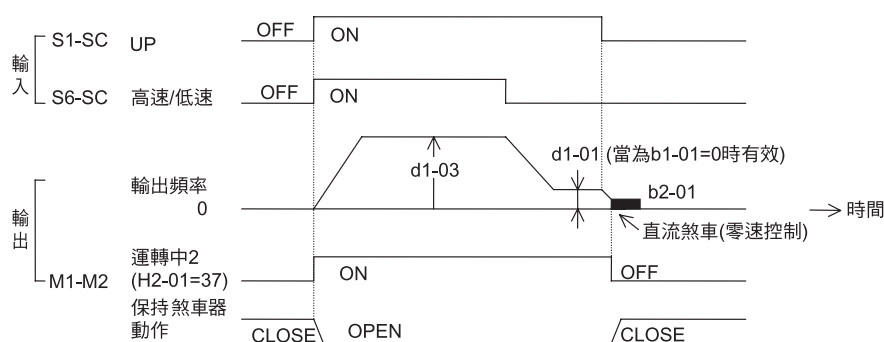 輸入
S1-SC UP OFF ON
S6-SC 高速/低速 OFF ON
d1-01 (當為b1-01=0時有效)
d1-03
輸出頻率
0
b2-01
時間
直流煞車(零速控制)
輸出
運轉中2
M1-M2 (H2-01=37) ON OFF
保持煞車器
動作 CLOSE OPEN CLOSE